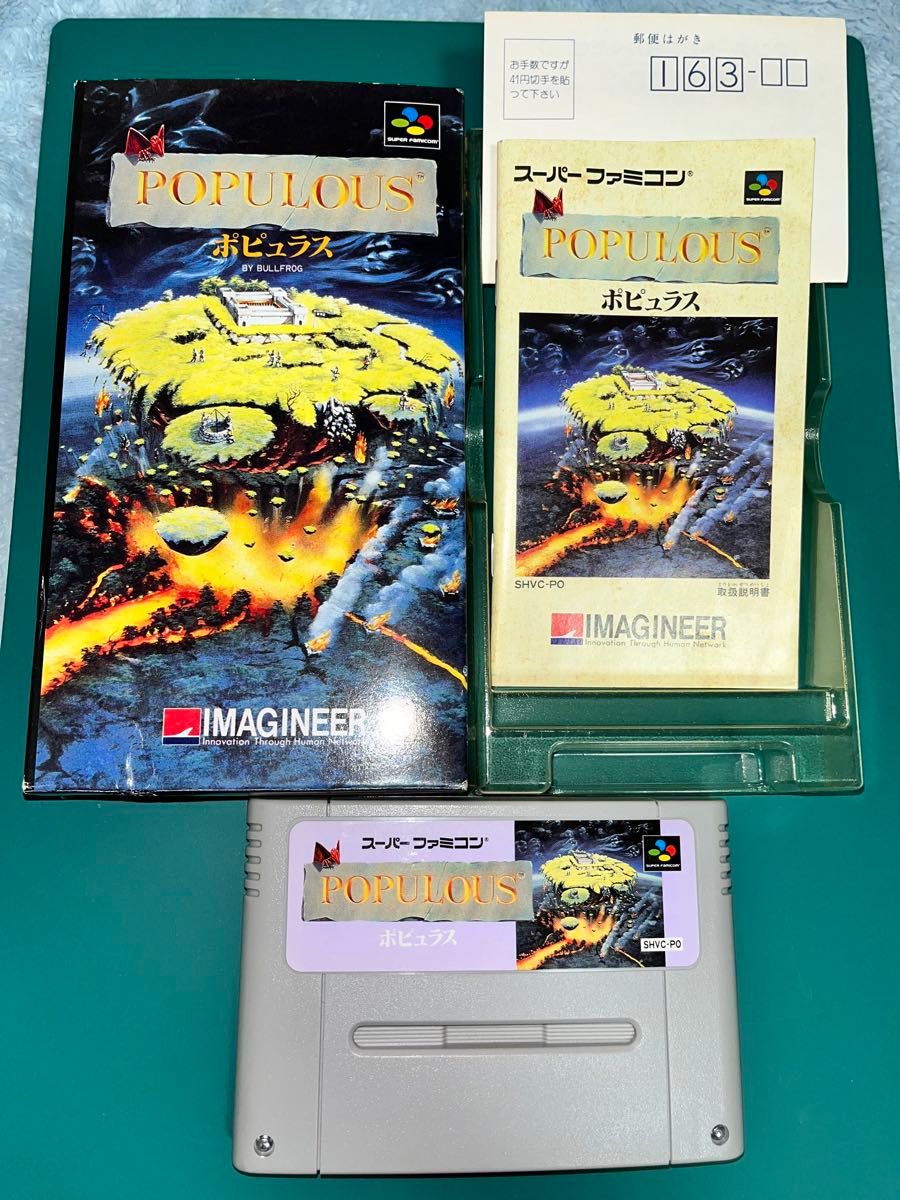 SUPER FAMICOM
POPULOUS™
ポピュラス
BY BULLFROG
IMAGINEER
Innovation Through Human Network
郵便はがき
お手数ですが
41円切手を貼
って下さい
163-
スーパーファミコン®
SUPER FAMICOM
POPULOUS™
ポピュラス
SHVC-PO
取扱説明書
IMAGINEER
Innovation Through Human Network
スーパーファミコン®
SUPER FAMICOM
POPULOUS™
ポピュラス
SHVC-PO